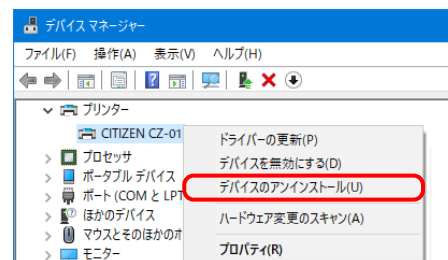 デバイス マネージャー
ファイル(F) 操作(A) 表示(V) ヘルプ(H)
プリンター
CITIZEN CZ-01
プロセッサ
ポータブル デバイス
ポート (COM と LPT
ほかのデバイス
マウスとそのほかのポ
モニター
ドライバーの更新(P)
デバイスを無効にする(D)
デバイスのアンインストール(U)
ハードウェア変更のスキャン(A)
プロパティ(R)